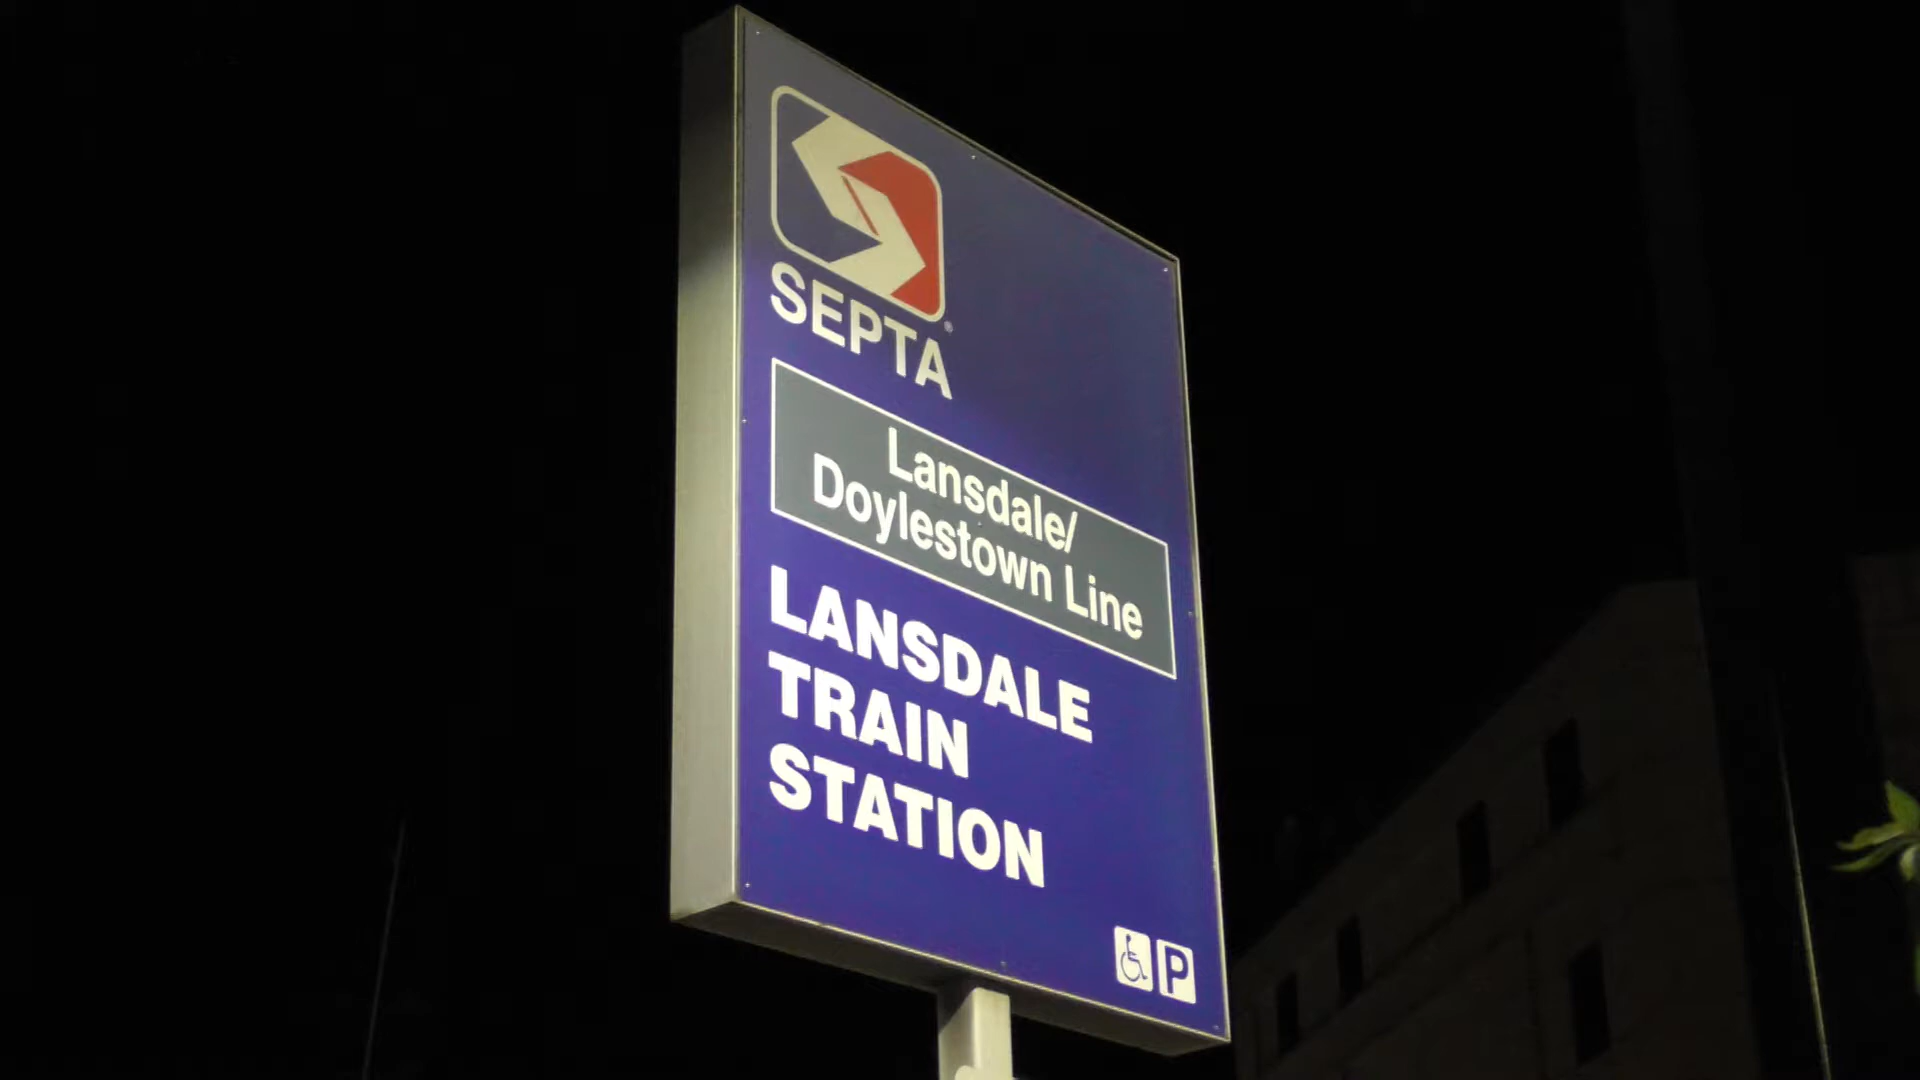 SEPTA
Lansdale/
Doylestown Line
LANSDALE
TRAIN
STATION
P